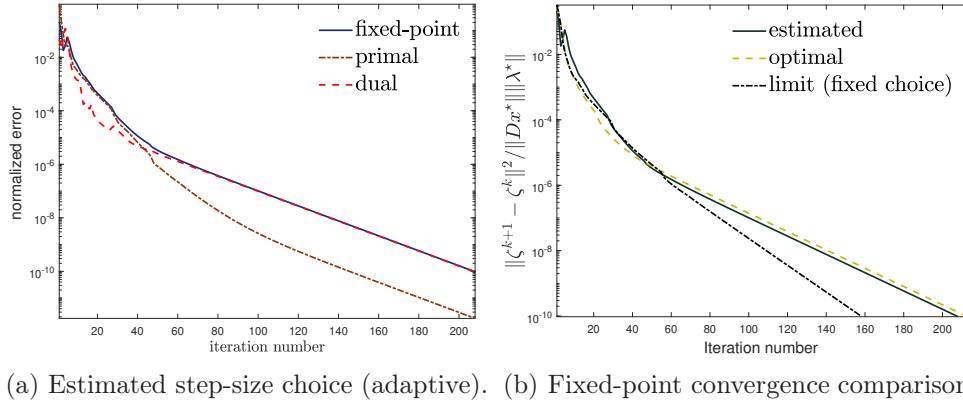 fixed-point
primal
dual
normalized error
10^-2
10^-4
10^-6
10^-8
10^-10
20 40 60 80 100 120 140 160 180 200
iteration number
(a) Estimated step-size choice (adaptive).
estimated
optimal
limit (fixed choice)
||ζ^{k+1} − ζ^k||^2/||Dx^⋆||||λ^⋆||
10^-2
10^-4
10^-6
10^-8
10^-10
20 40 60 80 100 120 140 160 180 200
Iteration number
(b) Fixed-point convergence comparison